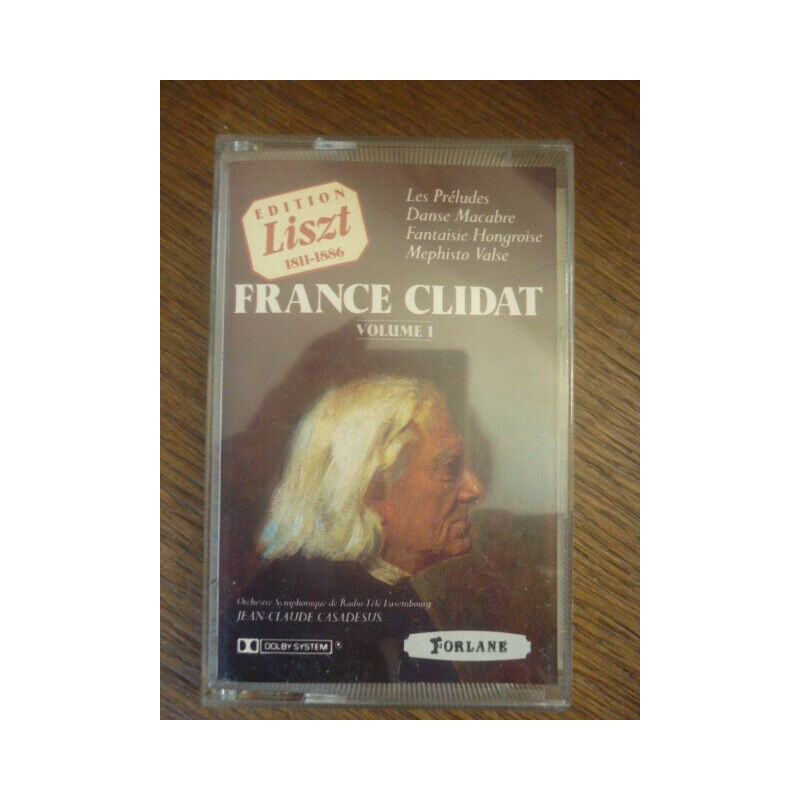 EDITION
Liszt
1811-1886
Les Préludes
Danse Macabre
Fantaisie Hongroise
Mephisto Valse
FRANCE CLIDAT
VOLUME 1
Orchestre Symphonique de Radio Télé Luxembourg
JEAN-CLAUDE CASADESUS
DOLBY SYSTEM ®
FORLANE